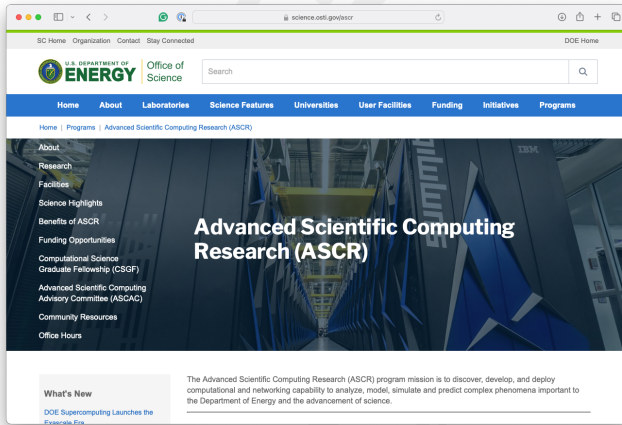 science.osti.gov/ascr
SC Home Organization Contact Stay Connected
DOE Home
U.S. DEPARTMENT OF
ENERGY
Office of
Science
Search
Home About Laboratories Science Features Universities User Facilities Funding Initiatives Programs
Home | Programs | Advanced Scientific Computing Research (ASCR)
About
Research
Facilities
Science Highlights
Benefits of ASCR
Funding Opportunities
Computational Science
Graduate Fellowship (CSGF)
Advanced Scientific Computing
Advisory Committee (ASCAC)
Community Resources
Office Hours
IBM
summit
Advanced Scientific Computing
Research (ASCR)
What's New
DOE Supercomputing Launches the
Exascale Era
The Advanced Scientific Computing Research (ASCR) program mission is to discover, develop, and deploy
computational and networking capability to analyze, model, simulate and predict complex phenomena important to
the Department of Energy and the advancement of science.